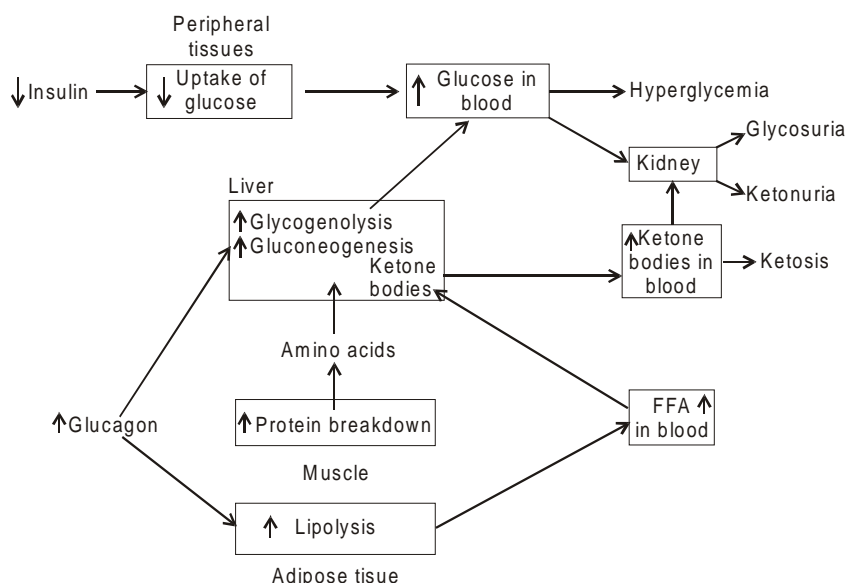 Peripheral
tissues
↓ Insulin
↓ Uptake of
glucose
↑ Glucose in
blood
Hyperglycemia
Glycosuria
Kidney
Ketonuria
Liver
↑ Glycogenolysis
↑ Gluconeogenesis
Ketone
bodies
↑ Ketone
bodies in
blood
Ketosis
Amino acids
↑ Glucagon
↑ Protein breakdown
FFA ↑
in blood
Muscle
↑ Lipolysis
Adipose tisue